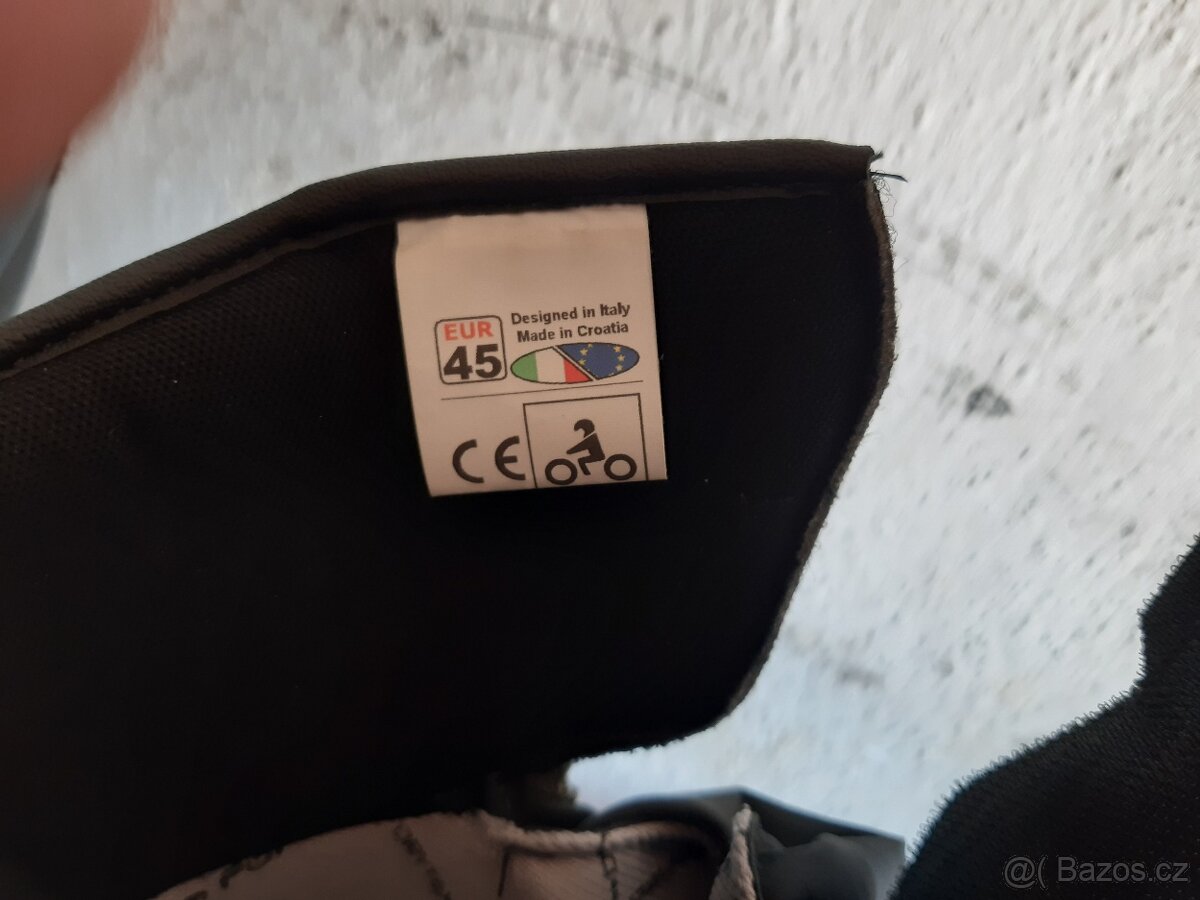 EUR
45
Designed in Italy
Made in Croatia
CE
@( Bazos.cz